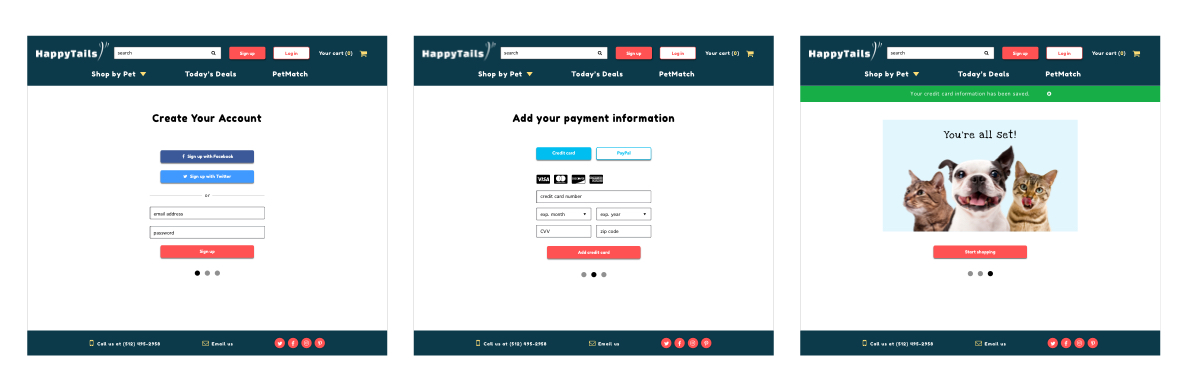 HappyTails
search
Sign up
Log in
Your cart (0)
Shop by Pet
Today's Deals
PetMatch
Create Your Account
f Sign up with Facebook
Sign up with Twitter
or
email address
password
Sign up
Call us at (512) 495-2958
Email us
HappyTails
search
Sign up
Log in
Your cart (0)
Shop by Pet
Today's Deals
PetMatch
Add your payment information
Credit card
PayPal
VISA
credit card number
exp. month
exp. year
CVV
zip code
Add credit card
Call us at (512) 495-2958
Email us
HappyTails
search
Sign up
Log in
Your cart (0)
Shop by Pet
Today's Deals
PetMatch
Your credit card information has been saved.
You're all set!
Start shopping
Call us at (512) 495-2958
Email us